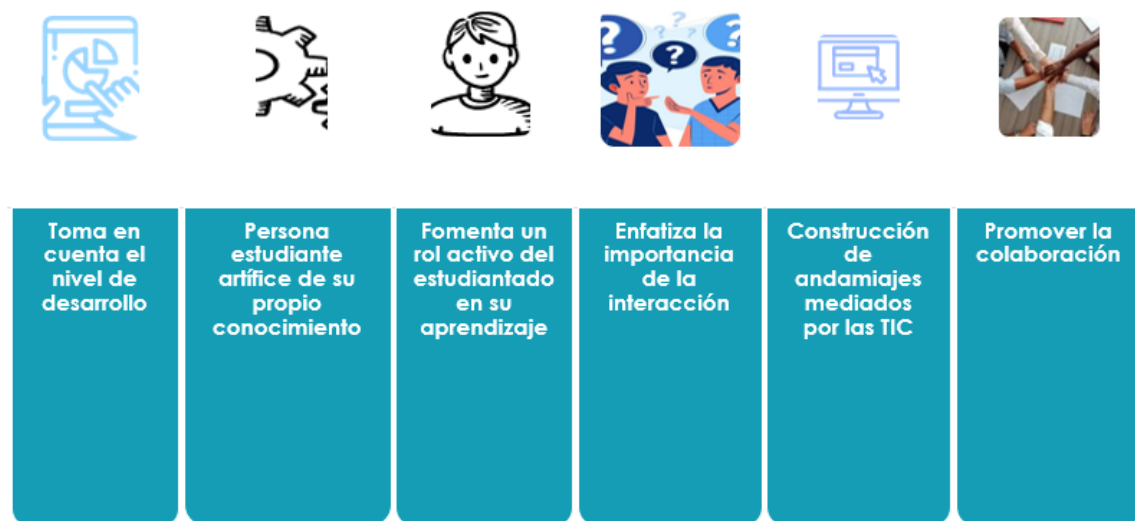 Toma en
cuenta el
nivel de
desarrollo
Persona
estudiante
artífice de su
propio
conocimiento
Fomenta un
rol activo del
estudiantado
en su
aprendizaje
Enfatiza la
importancia
de la
interacción
Construcción
de
andamiajes
mediados
por las TIC
Promover la
colaboración